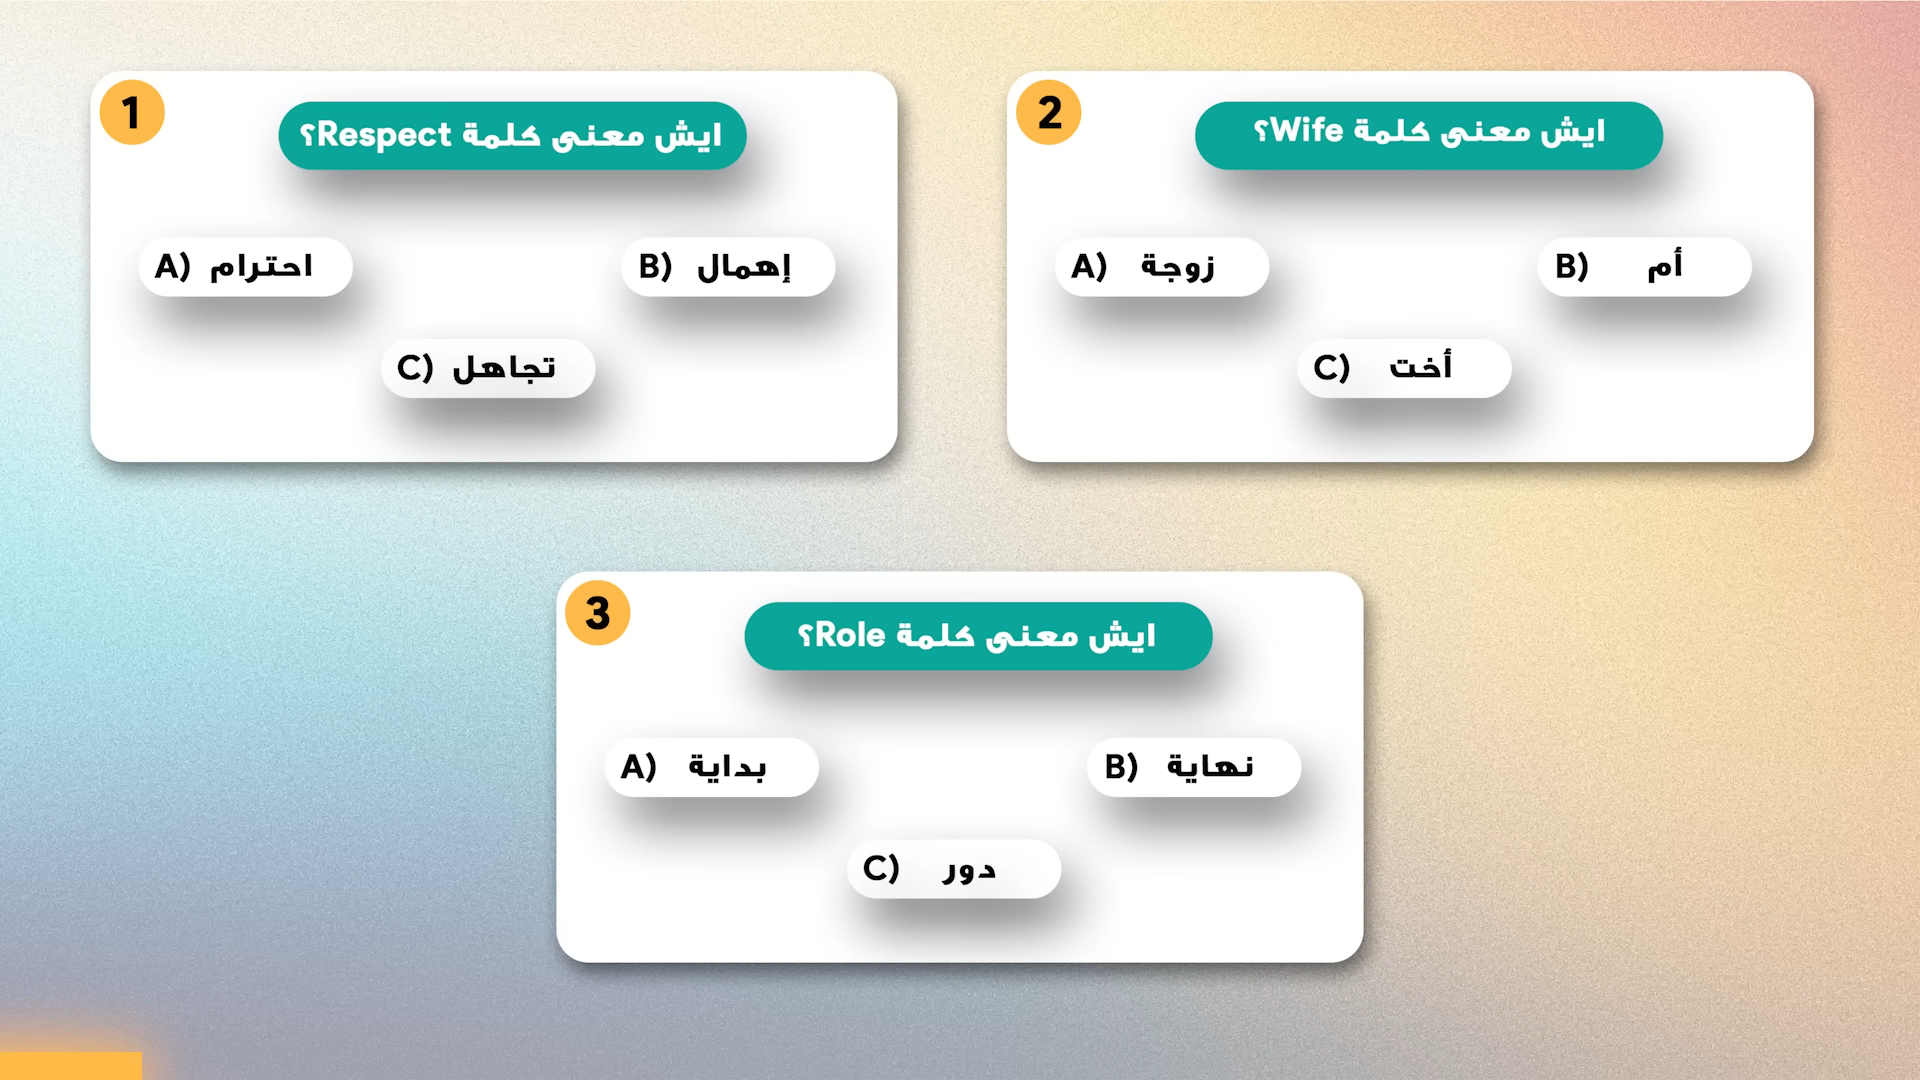 1
ايش معنى كلمة Respect؟
A) احترام
B) إهمال
C) تجاهل
2
ايش معنى كلمة Wife؟
A) زوجة
B) أم
C) أخت
3
ايش معنى كلمة Role؟
A) بداية
B) نهاية
C) دور